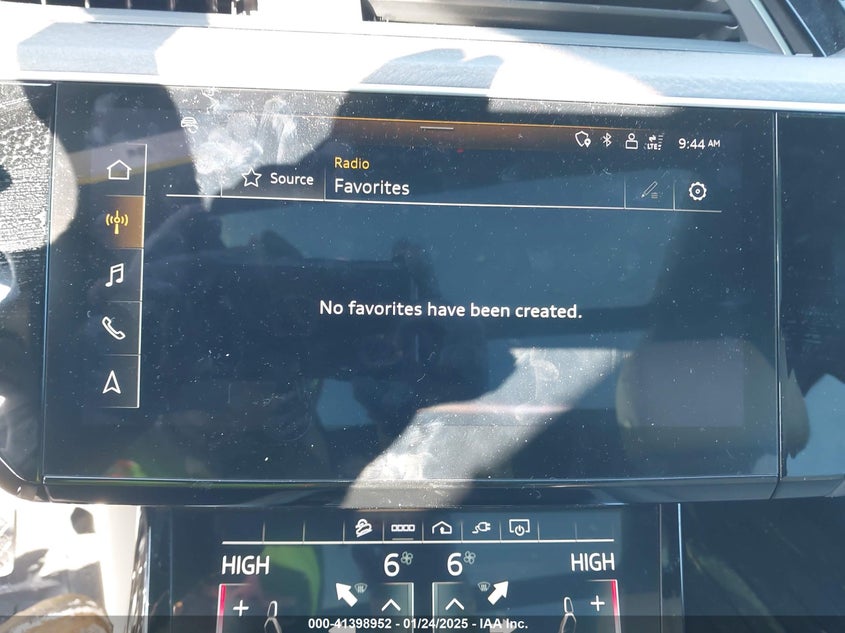 LTE
9:44 AM
Radio
Source
Favorites
No favorites have been created.
HIGH 6 6 HIGH
+ +
000-41398952 - 01/24/2025 - IAA Inc.